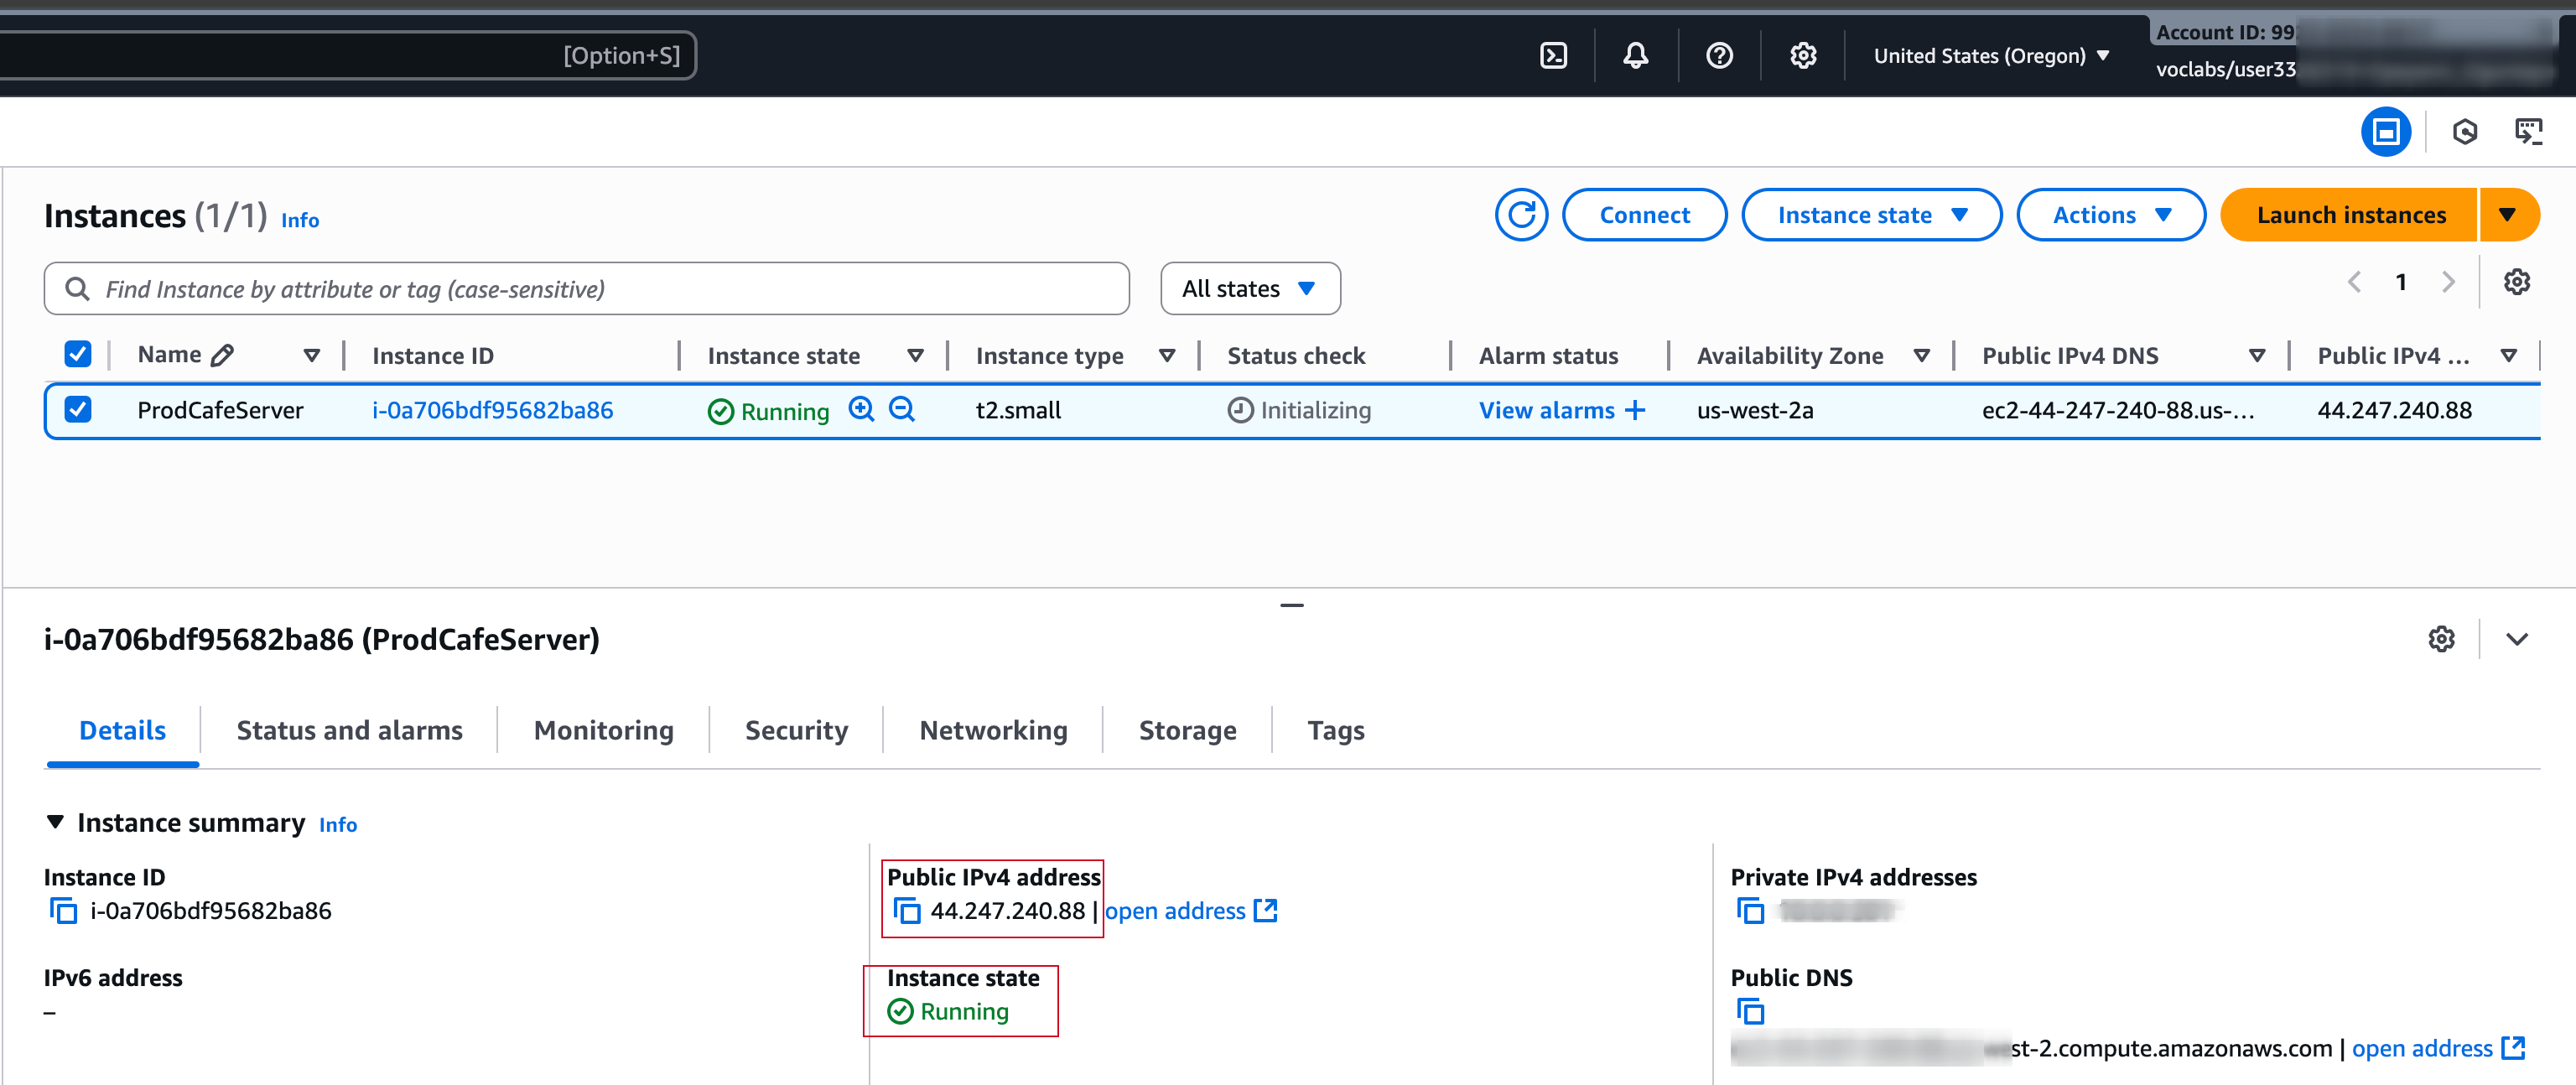 [Option+S]
United States (Oregon)
Account ID: 99
voclabs/user33
Instances (1/1) Info
Connect
Instance state
Actions
Launch instances
Find Instance by attribute or tag (case-sensitive)
All states
1
Name
Instance ID
Instance state
Instance type
Status check
Alarm status
Availability Zone
Public IPv4 DNS
Public IPv4 ...
ProdCafeServer
i-0a706bdf95682ba86
Running
t2.small
Initializing
View alarms +
us-west-2a
ec2-44-247-240-88.us-...
44.247.240.88
i-0a706bdf95682ba86 (ProdCafeServer)
Details
Status and alarms
Monitoring
Security
Networking
Storage
Tags
Instance summary Info
Instance ID
i-0a706bdf95682ba86
Public IPv4 address
44.247.240.88 | open address
Private IPv4 addresses
IPv6 address
–
Instance state
Running
Public DNS
st-2.compute.amazonaws.com | open address